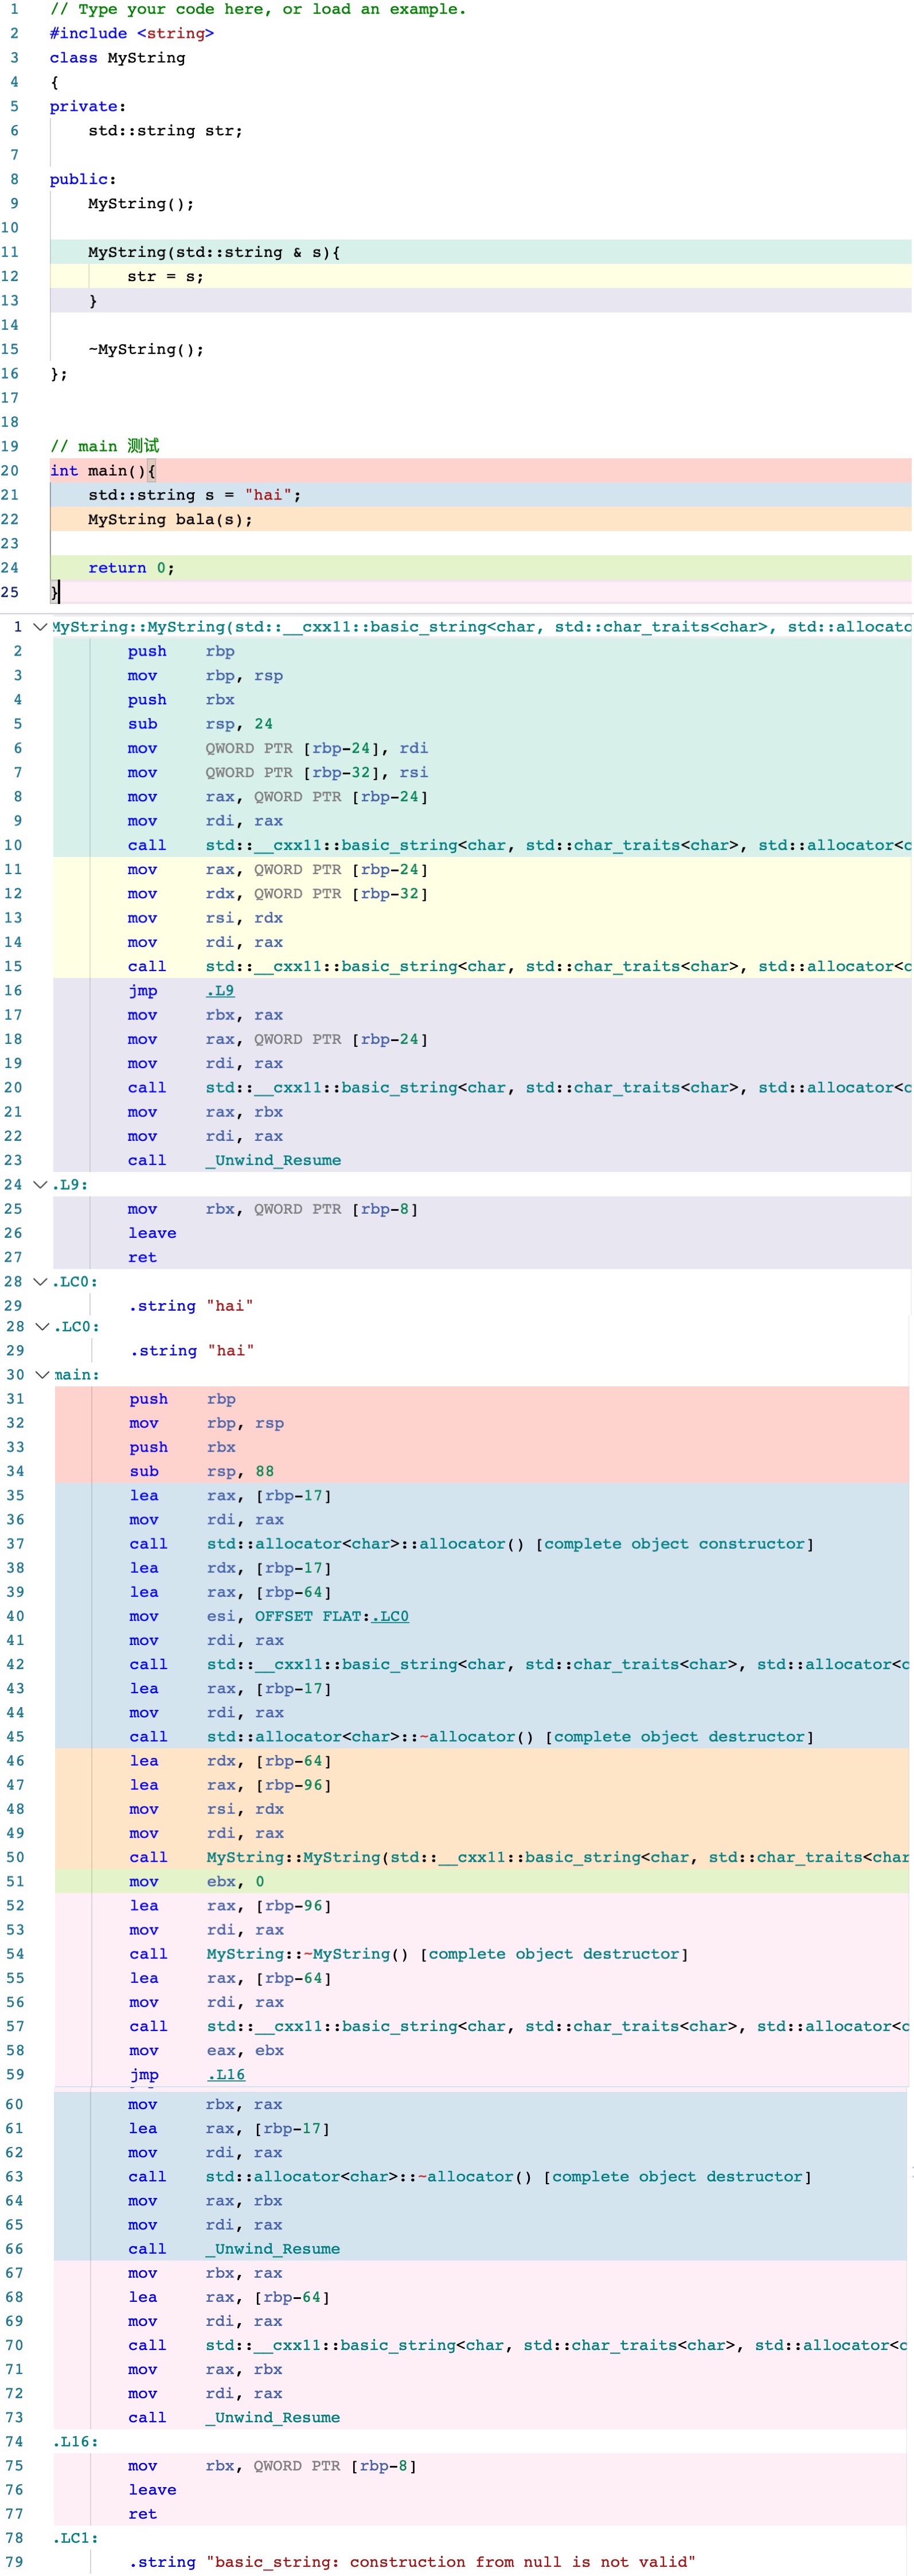 1 // Type your code here, or load an example.
2 #include <string>
3 class MyString
4 {
5 private:
6 std::string str;
7
8 public:
9 MyString();
10
11 MyString(std::string & s){
12 str = s;
13 }
14
15 ~MyString();
16 };
17
18
19 // main 测试
20 int main(){
21 std::string s = "hai";
22 MyString bala(s);
23
24 return 0;
25 }
1 MyString::MyString(std::__cxx11::basic_string<char, std::char_traits<char>, std::allocato
2 push rbp
3 mov rbp, rsp
4 push rbx
5 sub rsp, 24
6 mov QWORD PTR [rbp-24], rdi
7 mov QWORD PTR [rbp-32], rsi
8 mov rax, QWORD PTR [rbp-24]
9 mov rdi, rax
10 call std::__cxx11::basic_string<char, std::char_traits<char>, std::allocator<c
11 mov rax, QWORD PTR [rbp-24]
12 mov rdx, QWORD PTR [rbp-32]
13 mov rsi, rdx
14 mov rdi, rax
15 call std::__cxx11::basic_string<char, std::char_traits<char>, std::allocator<c
16 jmp .L9
17 mov rbx, rax
18 mov rax, QWORD PTR [rbp-24]
19 mov rdi, rax
20 call std::__cxx11::basic_string<char, std::char_traits<char>, std::allocator<c
21 mov rax, rbx
22 mov rdi, rax
23 call _Unwind_Resume
24 .L9:
25 mov rbx, QWORD PTR [rbp-8]
26 leave
27 ret
28 .LC0:
29 .string "hai"
28 .LC0:
29 .string "hai"
30 main:
31 push rbp
32 mov rbp, rsp
33 push rbx
34 sub rsp, 88
35 lea rax, [rbp-17]
36 mov rdi, rax
37 call std::allocator<char>::allocator() [complete object constructor]
38 lea rdx, [rbp-17]
39 lea rax, [rbp-64]
40 mov esi, OFFSET FLAT:.LC0
41 mov rdi, rax
42 call std::__cxx11::basic_string<char, std::char_traits<char>, std::allocator<c
43 lea rax, [rbp-17]
44 mov rdi, rax
45 call std::allocator<char>::~allocator() [complete object destructor]
46 lea rdx, [rbp-64]
47 lea rax, [rbp-96]
48 mov rsi, rdx
49 mov rdi, rax
50 call MyString::MyString(std::__cxx11::basic_string<char, std::char_traits<char
51 mov ebx, 0
52 lea rax, [rbp-96]
53 mov rdi, rax
54 call MyString::~MyString() [complete object destructor]
55 lea rax, [rbp-64]
56 mov rdi, rax
57 call std::__cxx11::basic_string<char, std::char_traits<char>, std::allocator<c
58 mov eax, ebx
59 jmp .L16
60 mov rbx, rax
61 lea rax, [rbp-17]
62 mov rdi, rax
63 call std::allocator<char>::~allocator() [complete object destructor]
64 mov rax, rbx
65 mov rdi, rax
66 call _Unwind_Resume
67 mov rbx, rax
68 lea rax, [rbp-64]
69 mov rdi, rax
70 call std::__cxx11::basic_string<char, std::char_traits<char>, std::allocator<c
71 mov rax, rbx
72 mov rdi, rax
73 call _Unwind_Resume
74 .L16:
75 mov rbx, QWORD PTR [rbp-8]
76 leave
77 ret
78 .LC1:
79 .string "basic_string: construction from null is not valid"